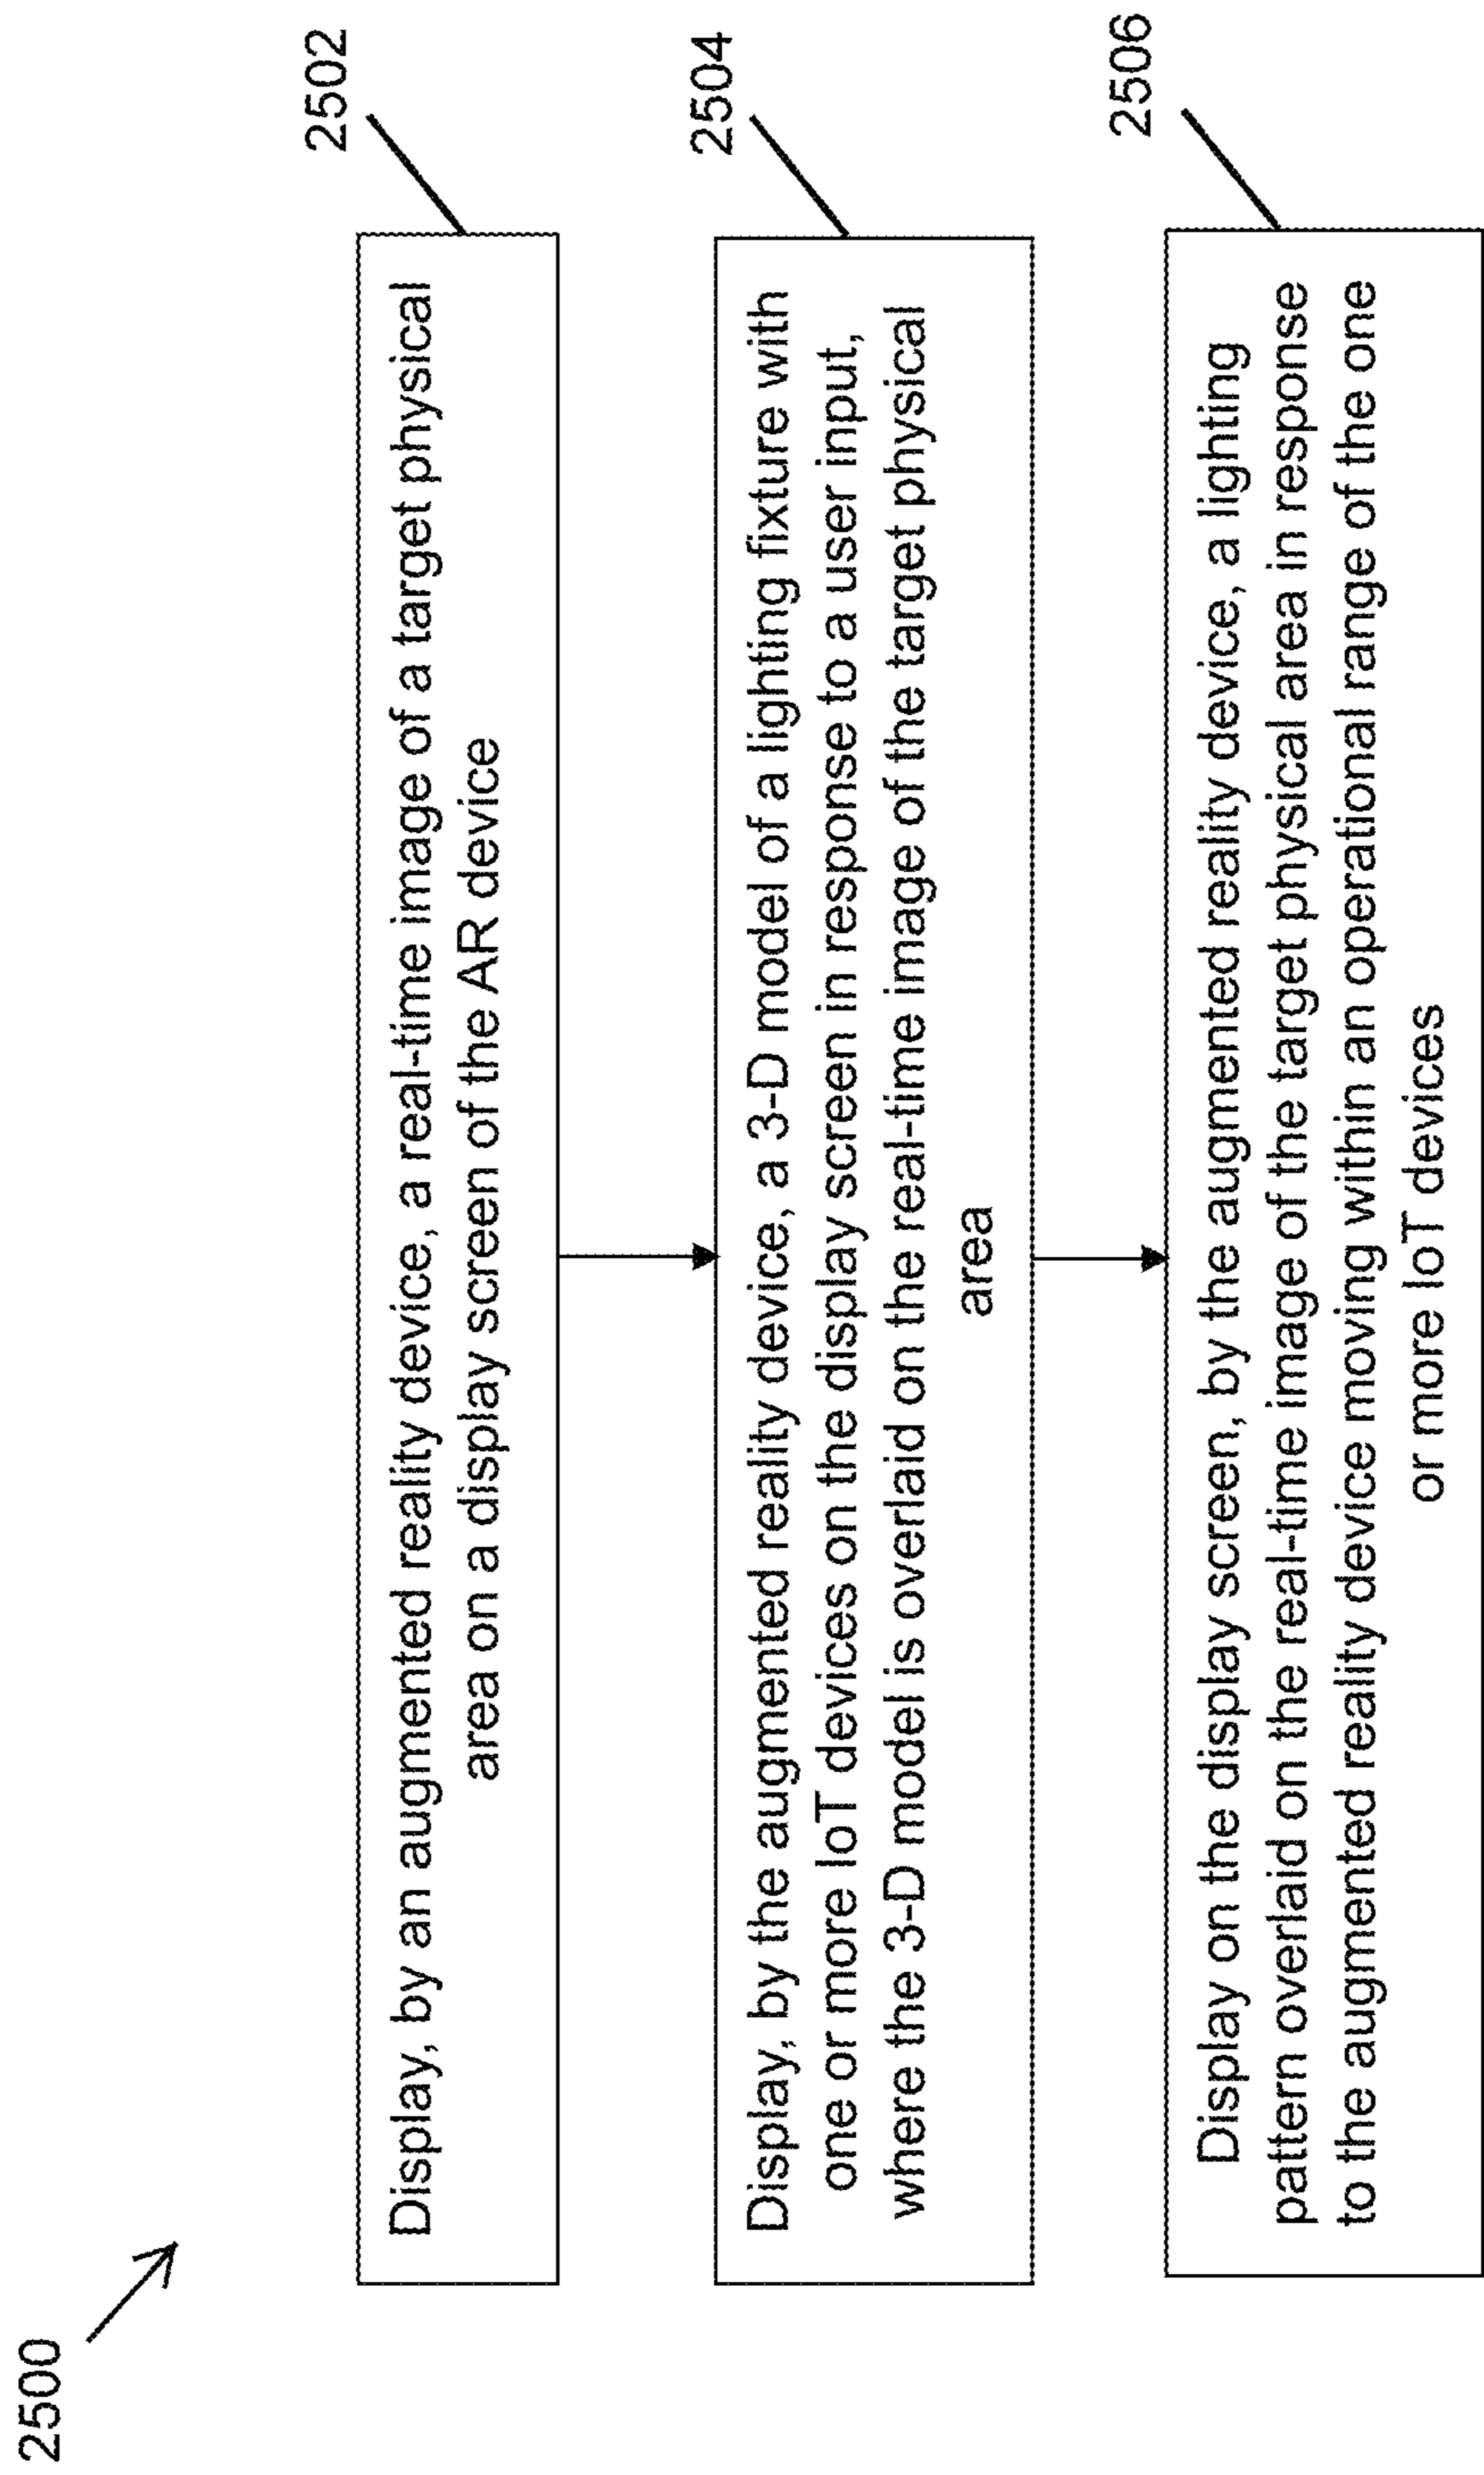 2500
2502
Display, by an augmented reality device, a real-time image of a target physical
area on a display screen of the AR device
2504
Display, by the augmented reality device, a 3-D model of a lighting fixture with
one or more IoT devices on the display screen in response to a user input,
where the 3-D model is overlaid on the real-time image of the target physical
area
2506
Display on the display screen, by the augmented reality device, a lighting
pattern overlaid on the real-time image of the target physical area in response
to the augmented reality device moving within an operational range of the one
or more IoT devices